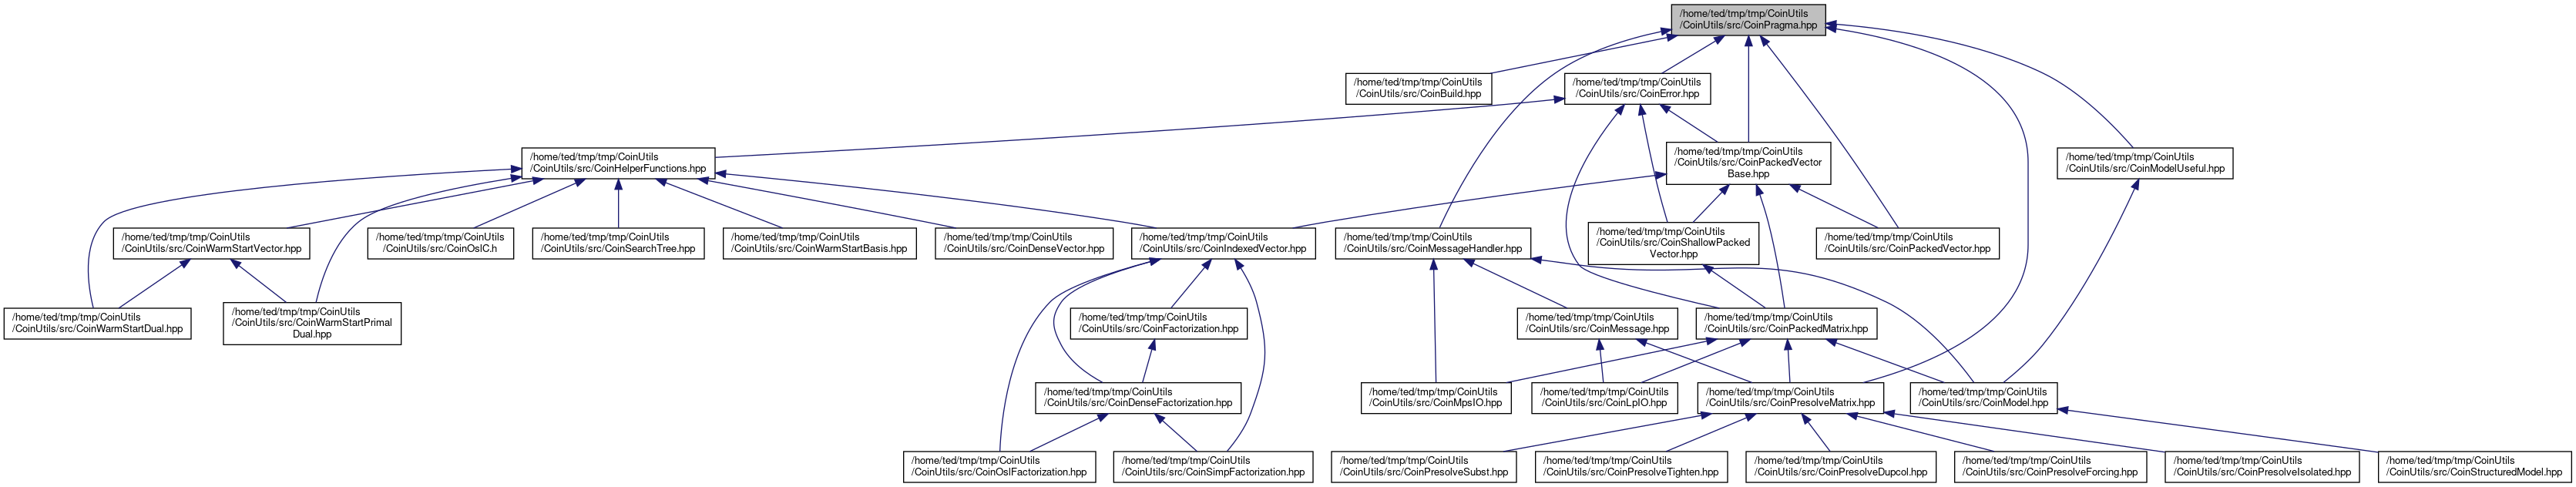 /home/ted/tmp/tmp/CoinUtils
/CoinUtils/src/CoinPragma.hpp
/home/ted/tmp/tmp/CoinUtils
/CoinUtils/src/CoinBuild.hpp
/home/ted/tmp/tmp/CoinUtils
/CoinUtils/src/CoinError.hpp
/home/ted/tmp/tmp/CoinUtils
/CoinUtils/src/CoinHelperFunctions.hpp
/home/ted/tmp/tmp/CoinUtils
/CoinUtils/src/CoinPackedVector
Base.hpp
/home/ted/tmp/tmp/CoinUtils
/CoinUtils/src/CoinModelUseful.hpp
/home/ted/tmp/tmp/CoinUtils
/CoinUtils/src/CoinWarmStartVector.hpp
/home/ted/tmp/tmp/CoinUtils
/CoinUtils/src/CoinOslC.h
/home/ted/tmp/tmp/CoinUtils
/CoinUtils/src/CoinSearchTree.hpp
/home/ted/tmp/tmp/CoinUtils
/CoinUtils/src/CoinWarmStartBasis.hpp
/home/ted/tmp/tmp/CoinUtils
/CoinUtils/src/CoinDenseVector.hpp
/home/ted/tmp/tmp/CoinUtils
/CoinUtils/src/CoinIndexedVector.hpp
/home/ted/tmp/tmp/CoinUtils
/CoinUtils/src/CoinMessageHandler.hpp
/home/ted/tmp/tmp/CoinUtils
/CoinUtils/src/CoinShallowPacked
Vector.hpp
/home/ted/tmp/tmp/CoinUtils
/CoinUtils/src/CoinPackedVector.hpp
/home/ted/tmp/tmp/CoinUtils
/CoinUtils/src/CoinWarmStartDual.hpp
/home/ted/tmp/tmp/CoinUtils
/CoinUtils/src/CoinWarmStartPrimal
Dual.hpp
/home/ted/tmp/tmp/CoinUtils
/CoinUtils/src/CoinFactorization.hpp
/home/ted/tmp/tmp/CoinUtils
/CoinUtils/src/CoinMessage.hpp
/home/ted/tmp/tmp/CoinUtils
/CoinUtils/src/CoinPackedMatrix.hpp
/home/ted/tmp/tmp/CoinUtils
/CoinUtils/src/CoinDenseFactorization.hpp
/home/ted/tmp/tmp/CoinUtils
/CoinUtils/src/CoinMpsIO.hpp
/home/ted/tmp/tmp/CoinUtils
/CoinUtils/src/CoinLpIO.hpp
/home/ted/tmp/tmp/CoinUtils
/CoinUtils/src/CoinPresolveMatrix.hpp
/home/ted/tmp/tmp/CoinUtils
/CoinUtils/src/CoinModel.hpp
/home/ted/tmp/tmp/CoinUtils
/CoinUtils/src/CoinOslFactorization.hpp
/home/ted/tmp/tmp/CoinUtils
/CoinUtils/src/CoinSimpFactorization.hpp
/home/ted/tmp/tmp/CoinUtils
/CoinUtils/src/CoinPresolveSubst.hpp
/home/ted/tmp/tmp/CoinUtils
/CoinUtils/src/CoinPresolveTighten.hpp
/home/ted/tmp/tmp/CoinUtils
/CoinUtils/src/CoinPresolveDupcol.hpp
/home/ted/tmp/tmp/CoinUtils
/CoinUtils/src/CoinPresolveForcing.hpp
/home/ted/tmp/tmp/CoinUtils
/CoinUtils/src/CoinPresolveIsolated.hpp
/home/ted/tmp/tmp/CoinUtils
/CoinUtils/src/CoinStructuredModel.hpp